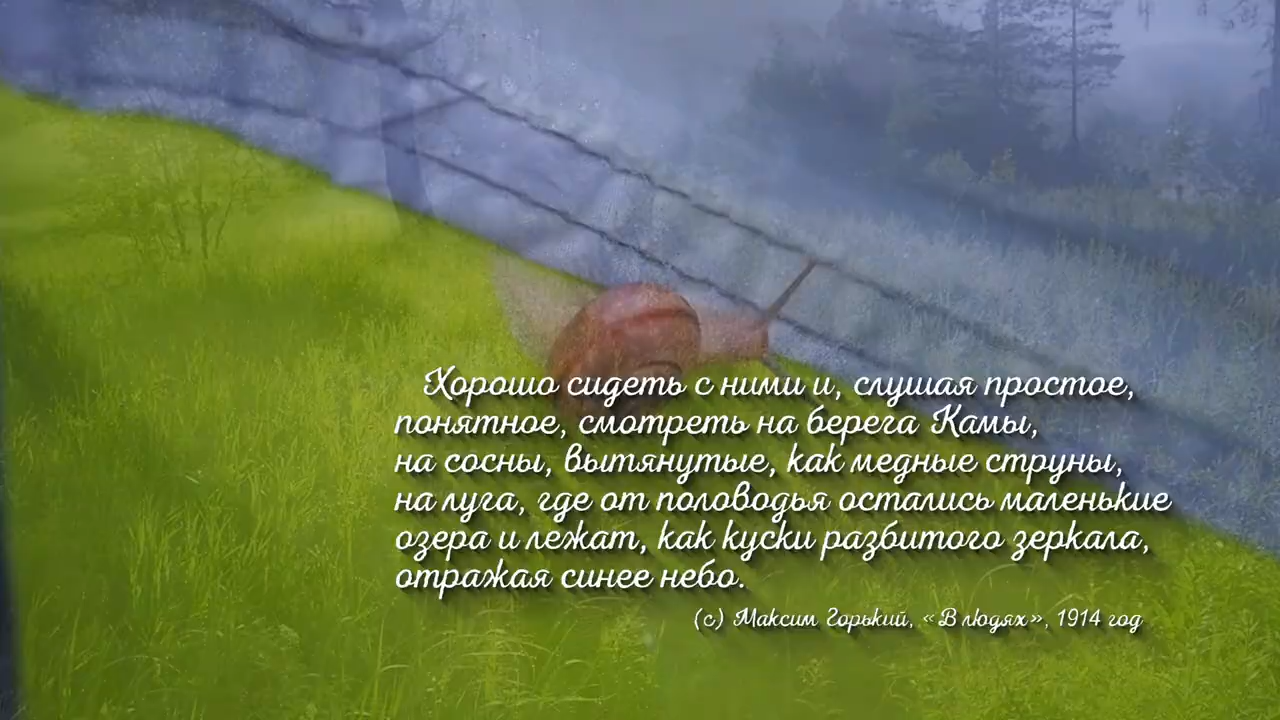 Хорошо сидеть с ними и, слушая простое,
понятное, смотреть на берега Камы,
на сосны, вытянутые, как медные струны,
на луга, где от половодья остались маленькие
озера и лежат, как куски разбитого зеркала,
отражая синее небо.
(с) Максим Горький, «В людях», 1914 год